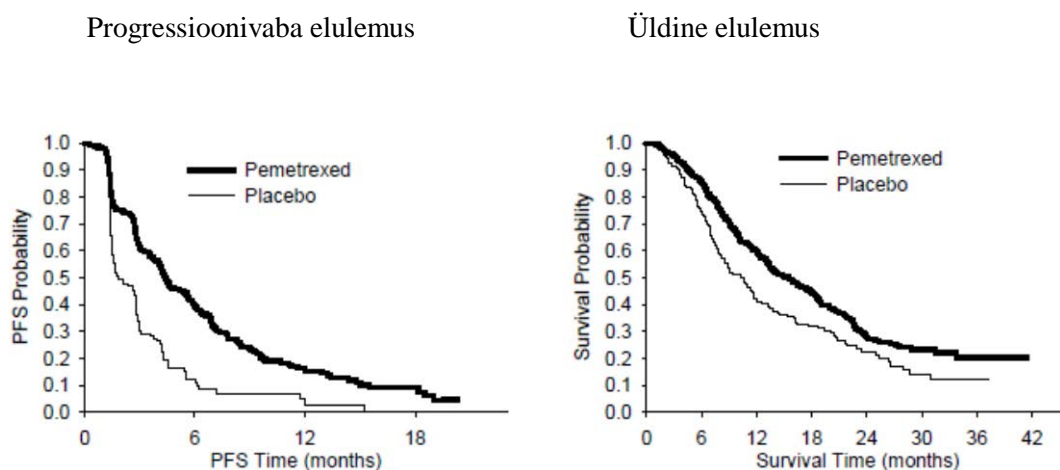 Progressioonivaba elulemus
Üldine elulemus
PFS Probability
1.0
0.9
0.8
0.7
0.6
0.5
0.4
0.3
0.2
0.1
0.0
Pemetrexed
Placebo
0 6 12 18
PFS Time (months)
Survival Probability
1.0
0.9
0.8
0.7
0.6
0.5
0.4
0.3
0.2
0.1
0.0
Pemetrexed
Placebo
0 6 12 18 24 30 36 42
Survival Time (months)